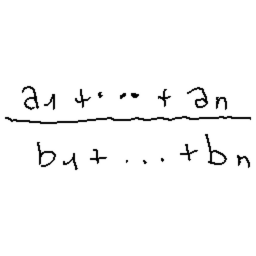 a1 + ... + an
b1 + ... + bn